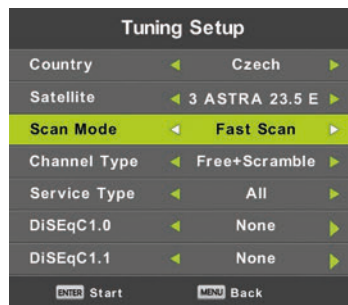 Tuning Setup
Country Czech
Satellite 3 ASTRA 23.5 E
Scan Mode Fast Scan
Channel Type Free+Scramble
Service Type All
DiSEqC1.0 None
DiSEqC1.1 None
ENTER Start MENU Back